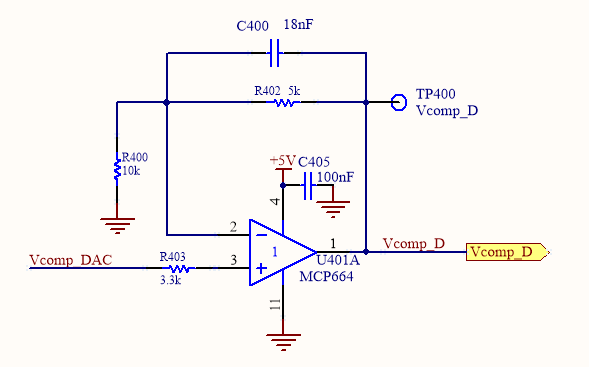 C400 18nF
R402 5k
TP400
Vcomp_D
R400
10k
+5V C405
100nF
4
2
1
Vcomp_D
Vcomp_D
Vcomp_DAC
R403
3.3k
3
1
U401A
MCP664
11